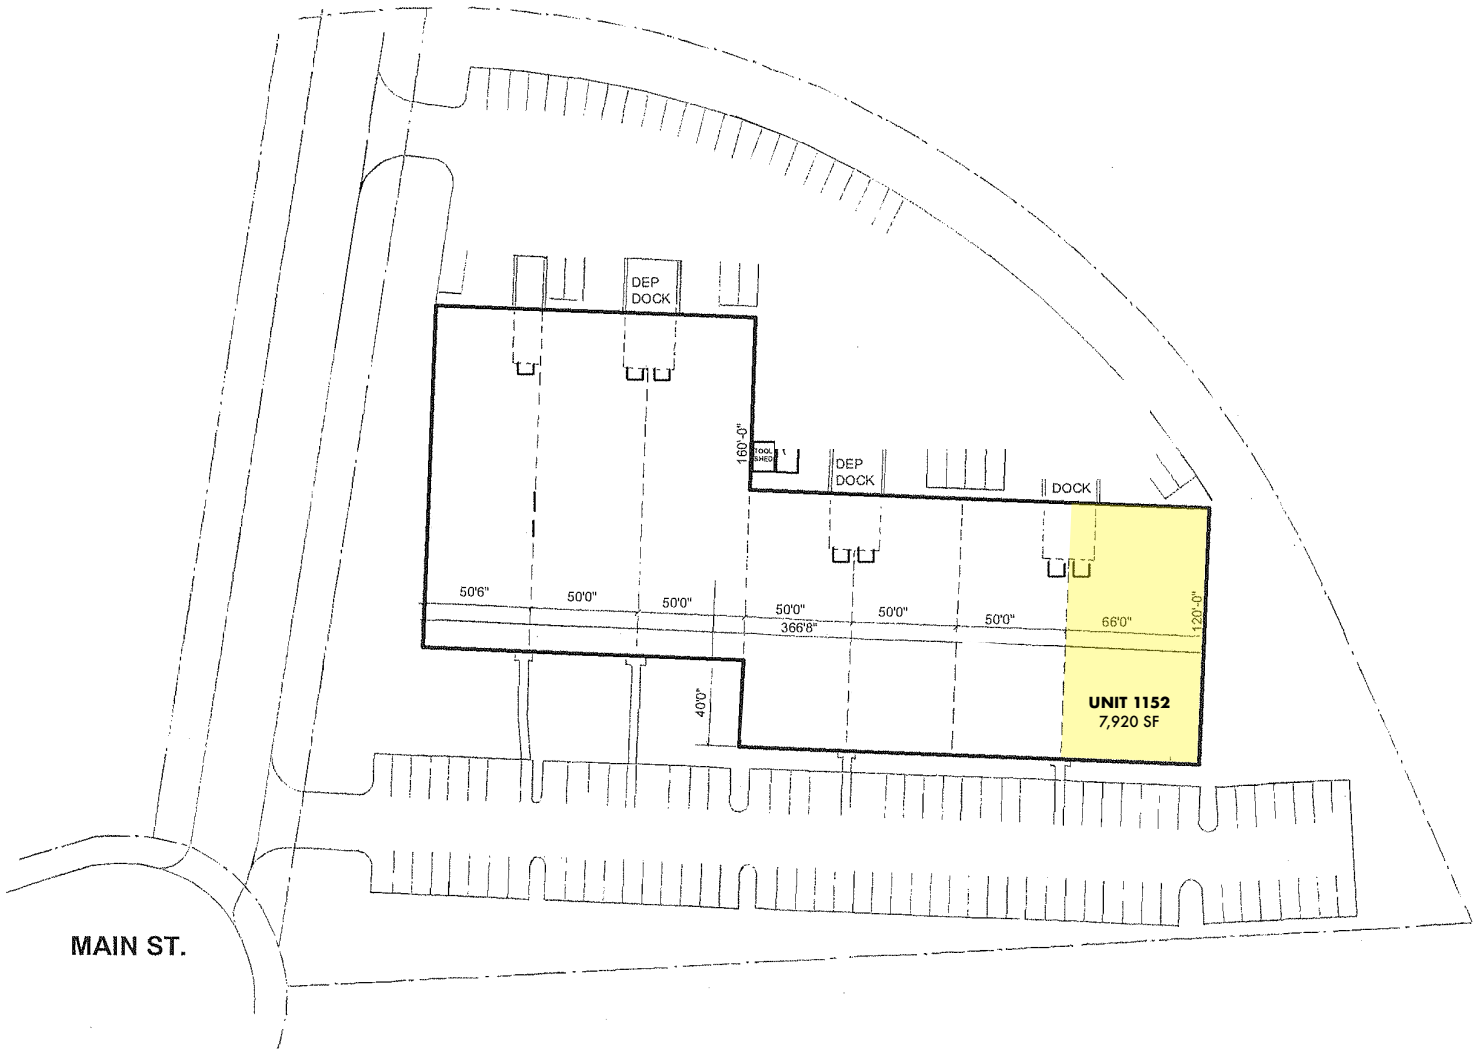 DEP
DOCK
160'-0"
TOOL
SHED
DEP
DOCK
DOCK
50'6"
50'0"
50'0"
50'0"
50'0"
50'0"
66'0"
366'8"
120'-0"
40'0"
UNIT 1152
7,920 SF
MAIN ST.